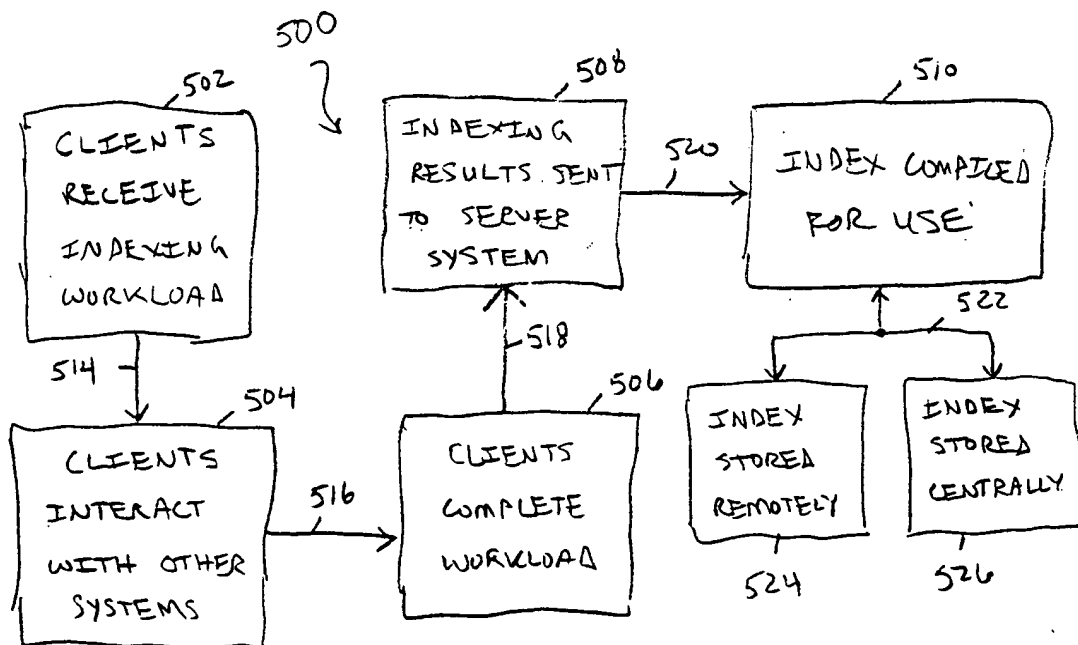 500
502
CLIENTS
RECEIVE
INDEXING
WORKLOAD
514
504
CLIENTS
INTERACT
WITH OTHER
SYSTEMS
516
506
CLIENTS
COMPLETE
WORKLOAD
518
508
INDEXING
RESULTS SENT
TO SERVER
SYSTEM
520
510
INDEX COMPILED
FOR USE
522
INDEX
STORED
REMOTELY
524
INDEX
STORED
CENTRALLY
526